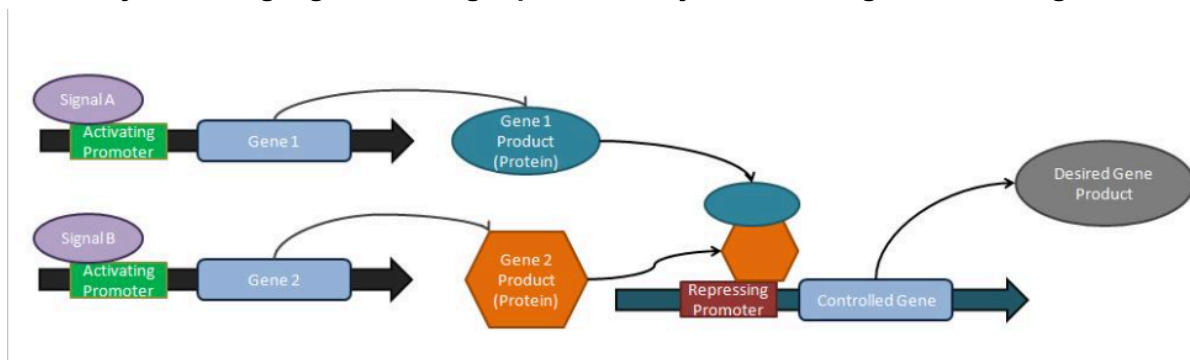 Signal A
Activating
Promoter
Gene 1
Gene 1
Product
(Protein)
Desired Gene
Product
Signal B
Activating
Promoter
Gene 2
Gene 2
Product
(Protein)
Repressing
Promoter
Controlled Gene